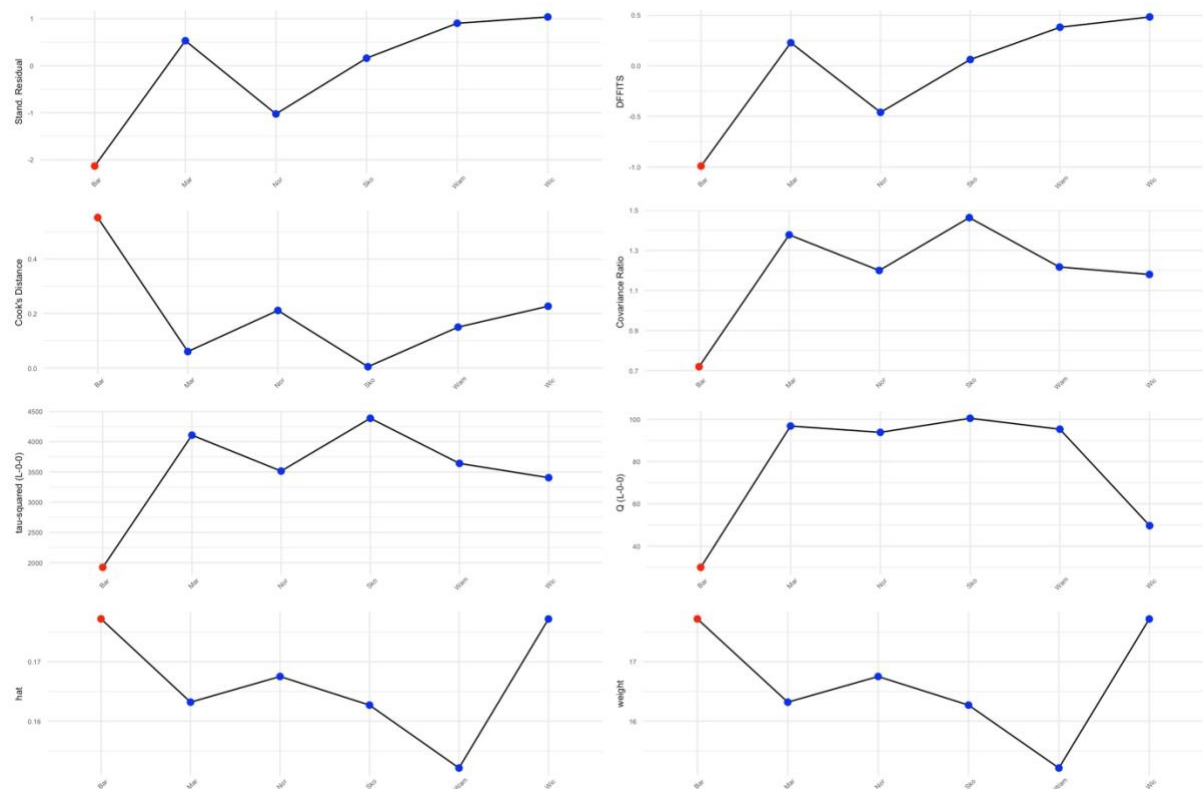 Stand. Residual
1
0
-1
-2
Bar Mar Nor Sko Wam Wic
DFFITS
0.5
0.0
-0.5
-1.0
Bar Mar Nor Sko Wam Wic
Cook's Distance
0.4
0.2
0.0
Bar Mar Nor Sko Wam Wic
Covariance Ratio
1.5
1.3
1.1
0.9
0.7
Bar Mar Nor Sko Wam Wic
tau-squared (L-0-0)
4500
4000
3500
3000
2500
2000
Bar Mar Nor Sko Wam Wic
Q (L-0-0)
100
80
60
40
Bar Mar Nor Sko Wam Wic
hat
0.17
0.16
Bar Mar Nor Sko Wam Wic
weight
17
16
Bar Mar Nor Sko Wam Wic